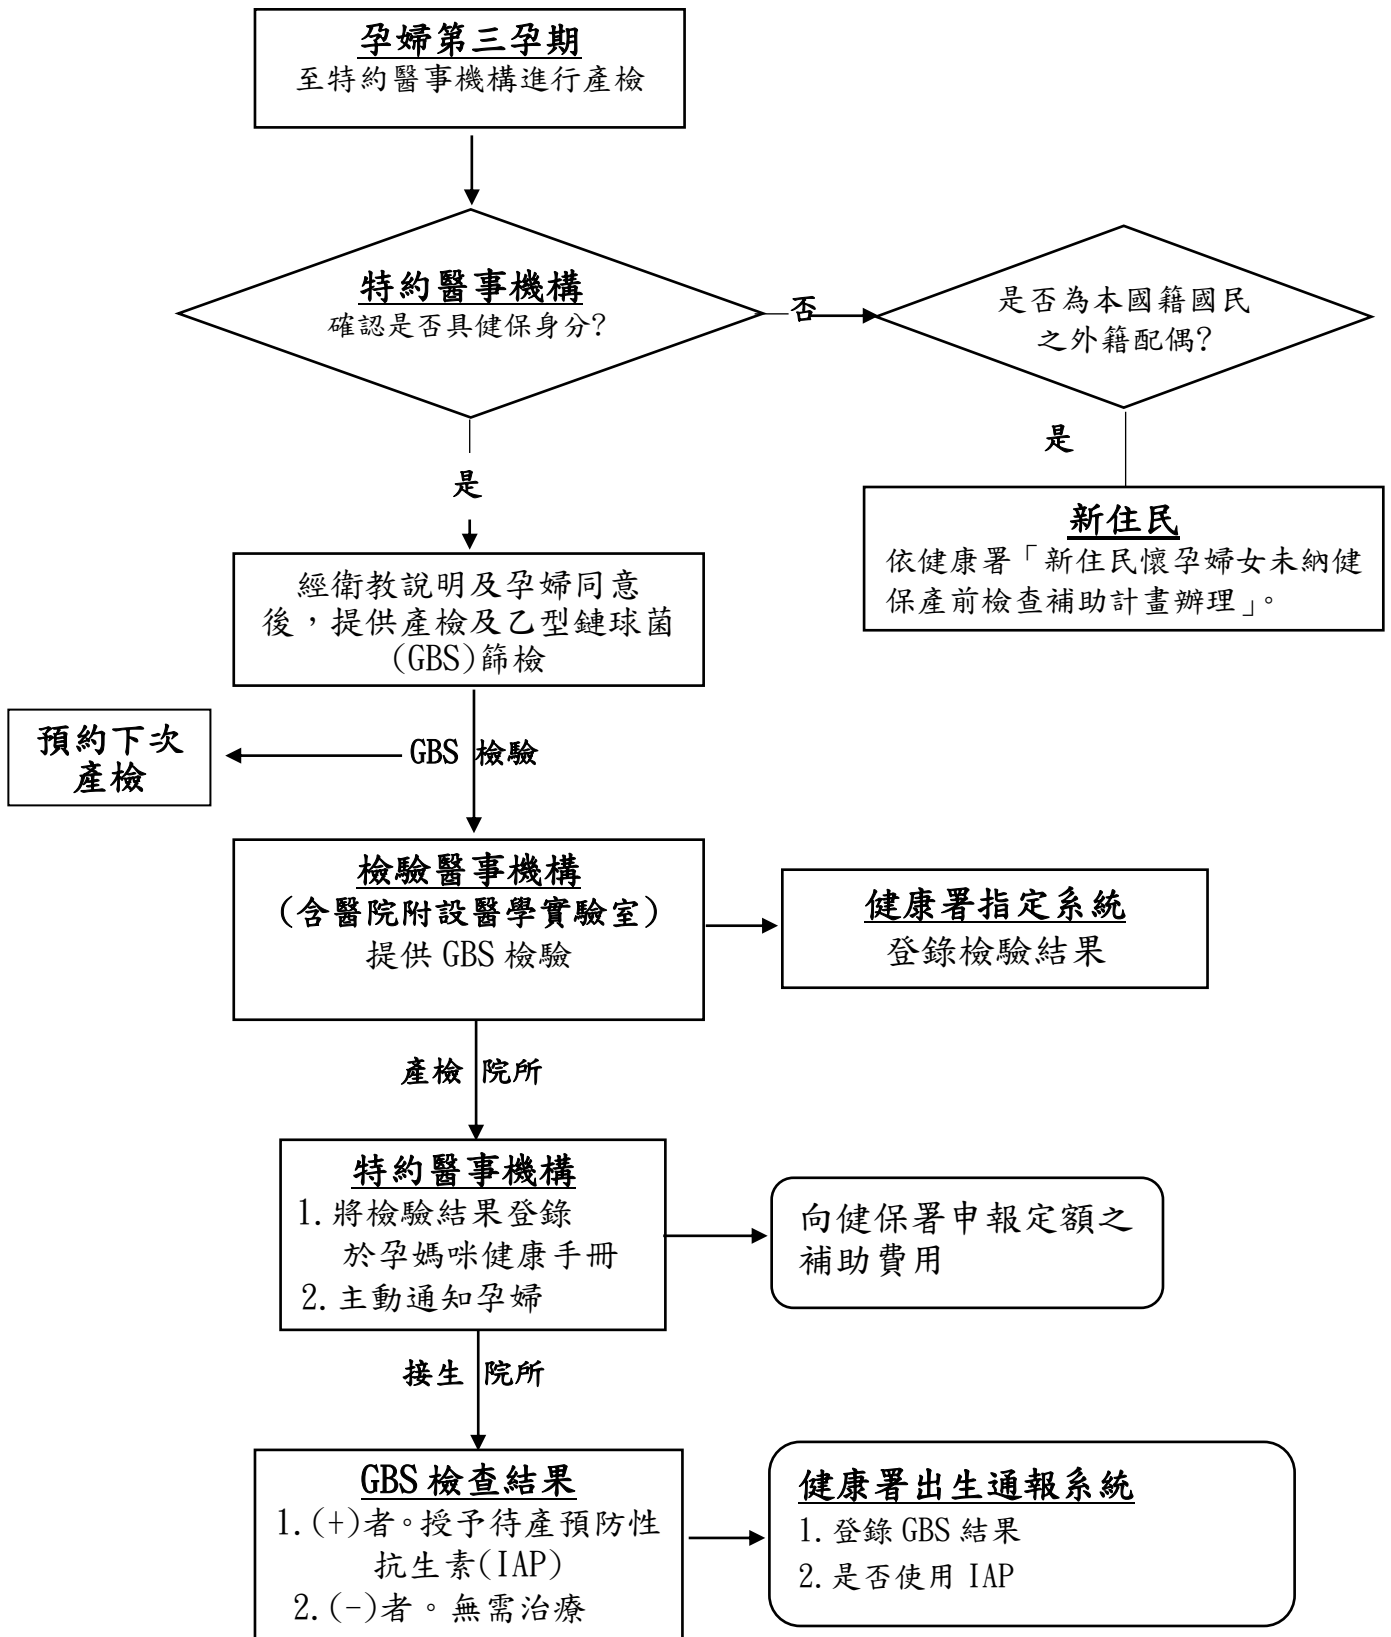 孕婦第三孕期
至特約醫事機構進行產檢
特約醫事機構
確認是否具健保身分?
否
是否為本國籍國民
之外籍配偶?
是
是
新住民
依健康署「新住民懷孕婦女未納健
保產前檢查補助計畫辦理」。
經衛教說明及孕婦同意
後，提供產檢及乙型鏈球菌
(GBS)篩檢
預約下次
產檢
GBS 檢驗
檢驗醫事機構
(含醫院附設醫學實驗室)
提供 GBS 檢驗
健康署指定系統
登錄檢驗結果
產檢 院所
特約醫事機構
1.將檢驗結果登錄
於孕媽咪健康手冊
2.主動通知孕婦
向健保署申報定額之
補助費用
接生 院所
GBS 檢查結果
1.(+)者。授予待產預防性
抗生素(IAP)
2.(-)者。無需治療
健康署出生通報系統
1.登錄 GBS 結果
2.是否使用 IAP